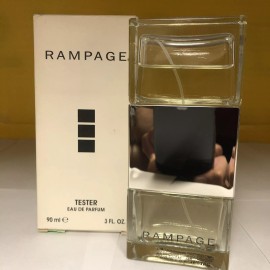 RAMPAGE
TESTER
EAU DE PARFUM
90 ml ℮
3 FL. OZ.
RAMPAGE